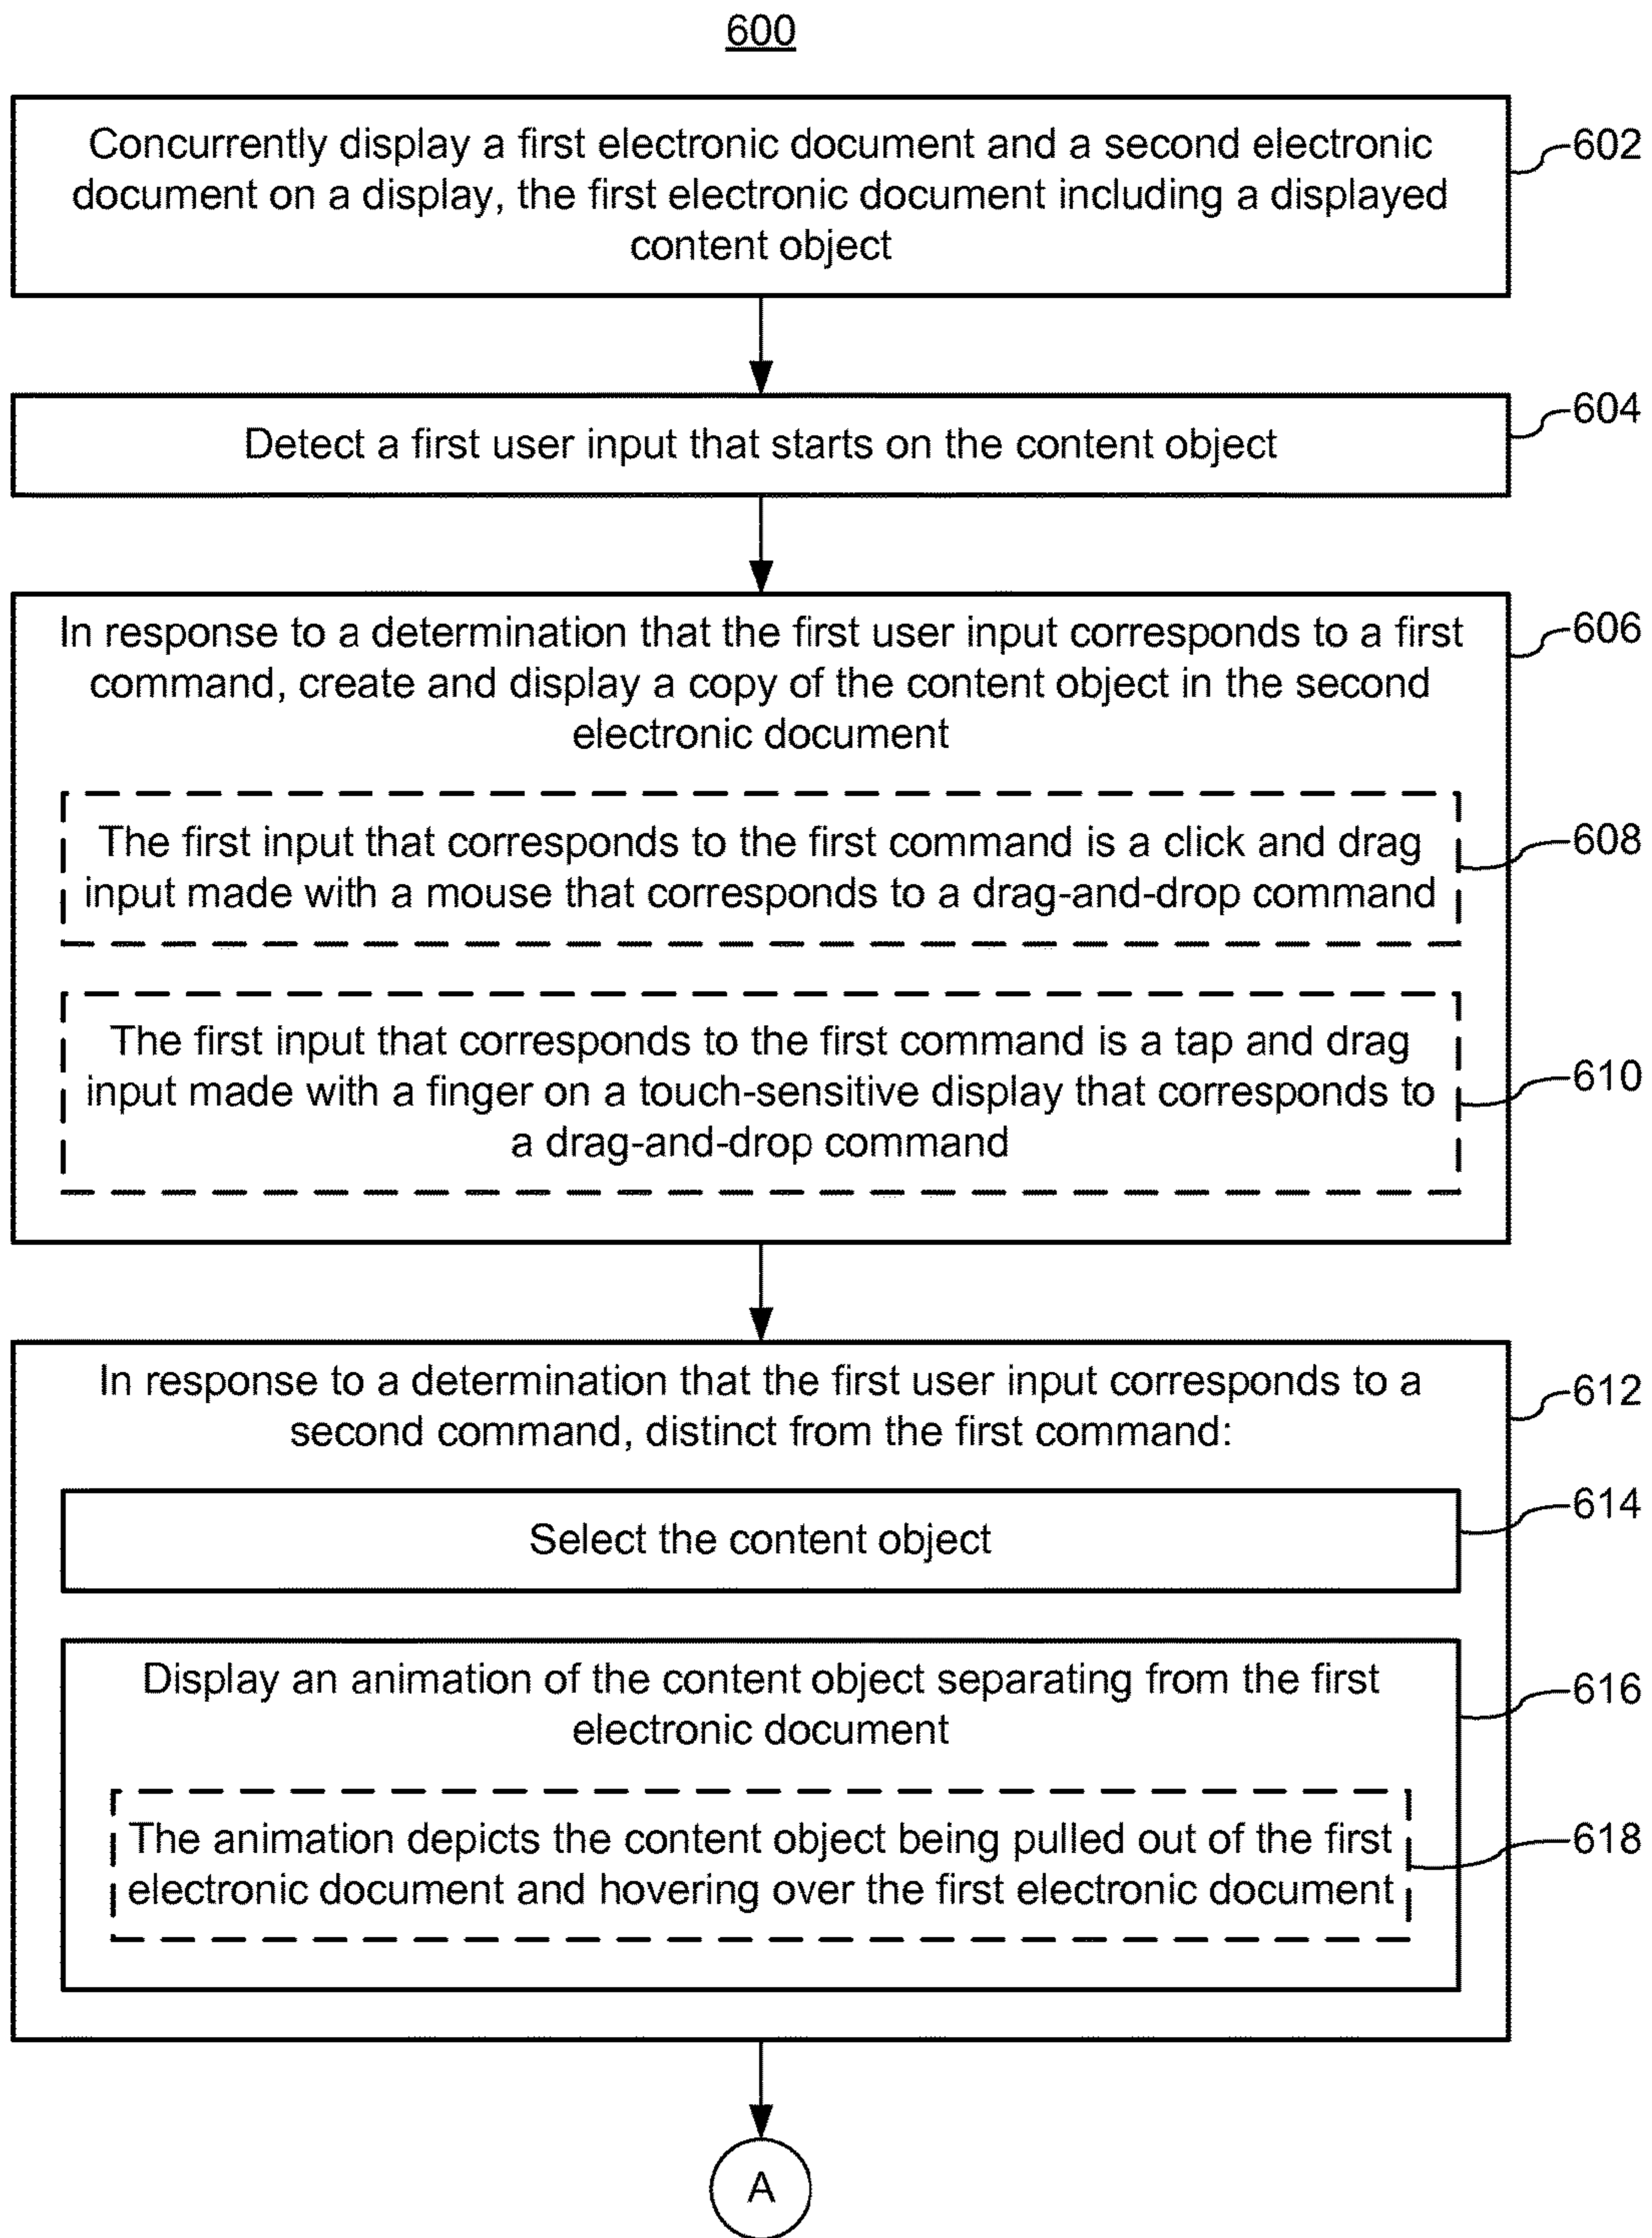 600
Concurrently display a first electronic document and a second electronic
document on a display, the first electronic document including a displayed
content object
602
Detect a first user input that starts on the content object
604
In response to a determination that the first user input corresponds to a first
command, create and display a copy of the content object in the second
electronic document
606
The first input that corresponds to the first command is a click and drag
input made with a mouse that corresponds to a drag-and-drop command
608
The first input that corresponds to the first command is a tap and drag
input made with a finger on a touch-sensitive display that corresponds to
a drag-and-drop command
610
In response to a determination that the first user input corresponds to a
second command, distinct from the first command:
612
Select the content object
614
Display an animation of the content object separating from the first
electronic document
616
The animation depicts the content object being pulled out of the first
electronic document and hovering over the first electronic document
618
A